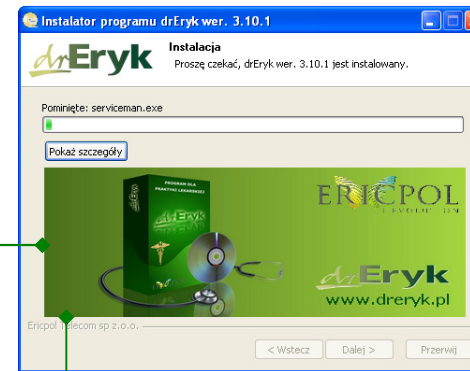 Instalator programu drEryk wer. 3.10.1
drEryk
Instalacja
Proszę czekać, drEryk wer. 3.10.1 jest instalowany.
Pominięte: serviceman.exe
Pokaż szczegóły
PROGRAM DLA
PRAKTYKI LEKARSKIEJ
drEryk
ERICPOL
drEryk
www.dreryk.pl
Ericpol Telecom sp z.o.o.
< Wstecz
Dalej >
Przerwij